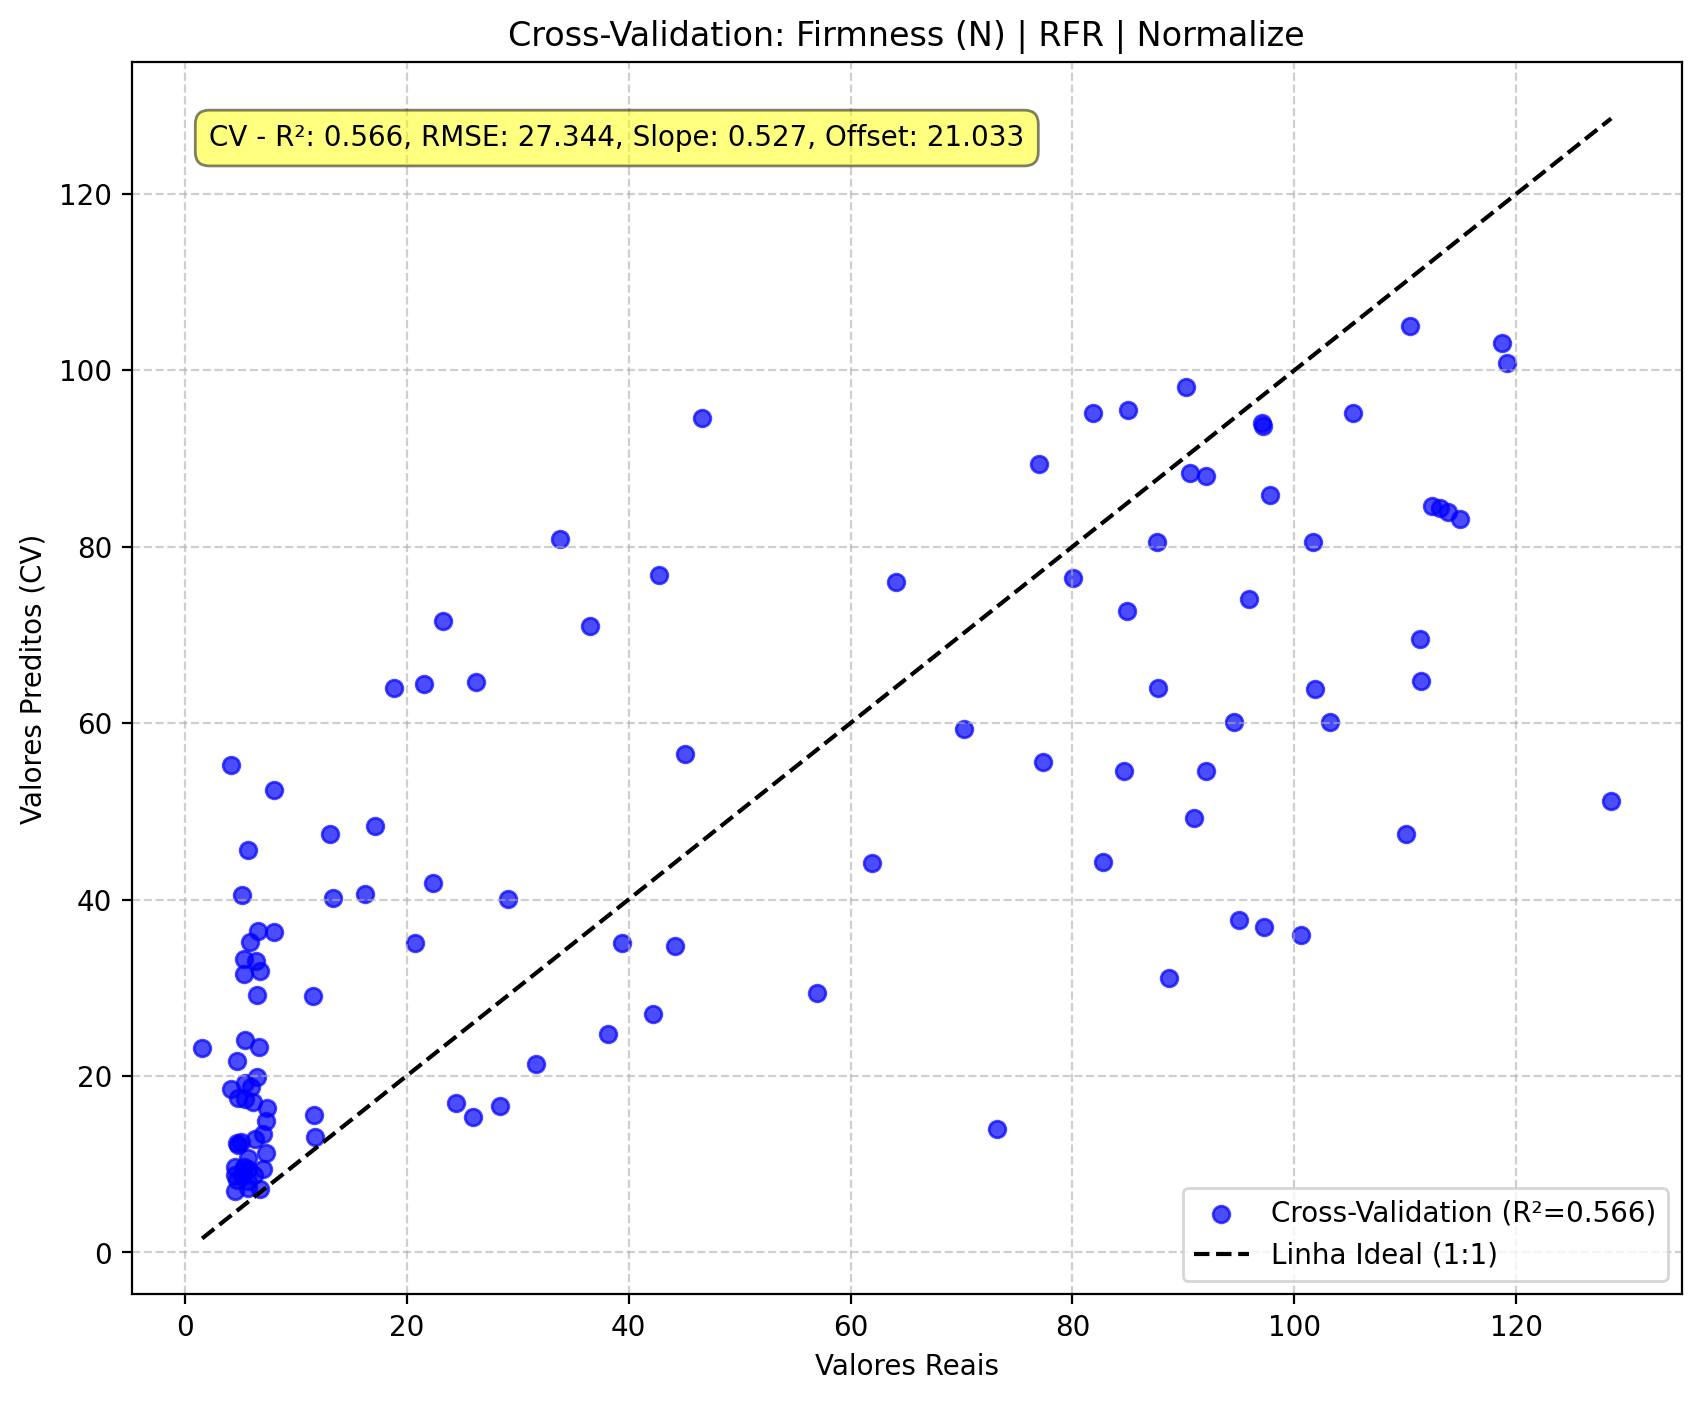 Cross-Validation: Firmness (N) | RFR | Normalize
CV - R²: 0.566, RMSE: 27.344, Slope: 0.527, Offset: 21.033
120
100
80
60
40
20
0
Valores Preditos (CV)
Cross-Validation (R²=0.566)
Linha Ideal (1:1)
0 20 40 60 80 100 120
Valores Reais